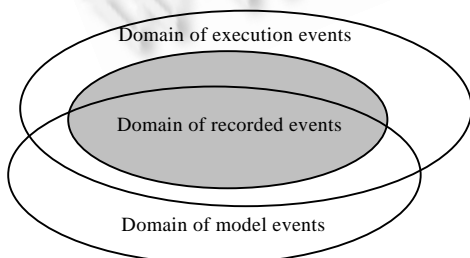 Domain of execution events
Domain of recorded events
Domain of model events